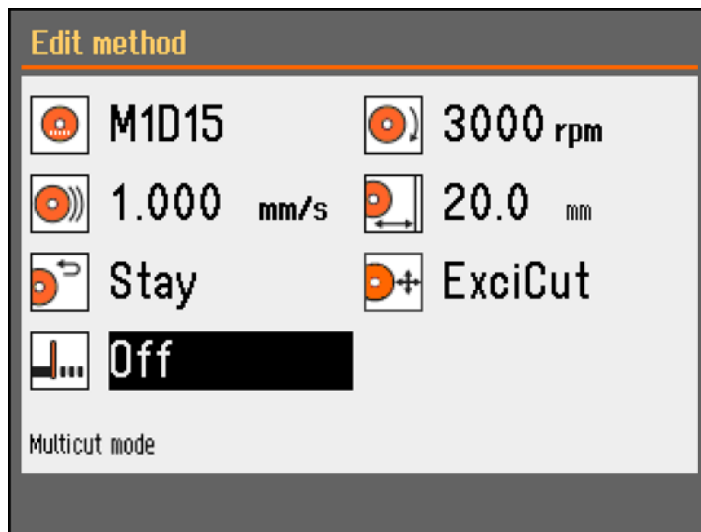 Edit method
M1D15 3000 rpm
1.000 mm/s 20.0 mm
Stay ExciCut
Off
Multicut mode